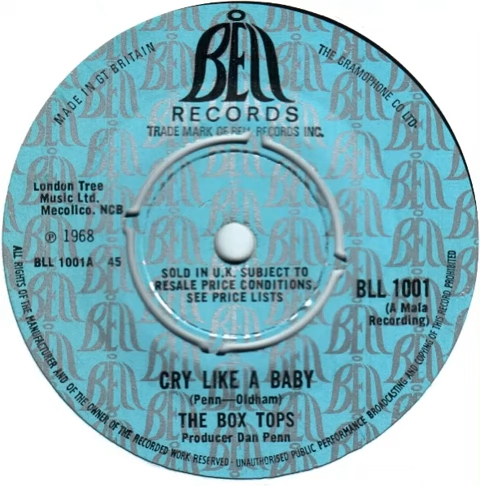 BELL
RECORDS
TRADE MARK OF BELL RECORDS INC.
MADE IN GT BRITAIN
THE GRAMOPHONE CO LTD.
London Tree
Music Ltd.
Mecolico. NCB
Ⓟ 1968
BLL 1001A 45
SOLD IN U.K. SUBJECT TO
RESALE PRICE CONDITIONS,
SEE PRICE LISTS
BLL 1001
(A Mala
Recording)
CRY LIKE A BABY
(Penn—Oldham)
THE BOX TOPS
Producer Dan Penn
ALL RIGHTS OF THE MANUFACTURER AND OF THE OWNER OF THE RECORDED WORK RESERVED · UNAUTHORISED PUBLIC PERFORMANCE BROADCASTING AND COPYING OF THIS RECORD PROHIBITED